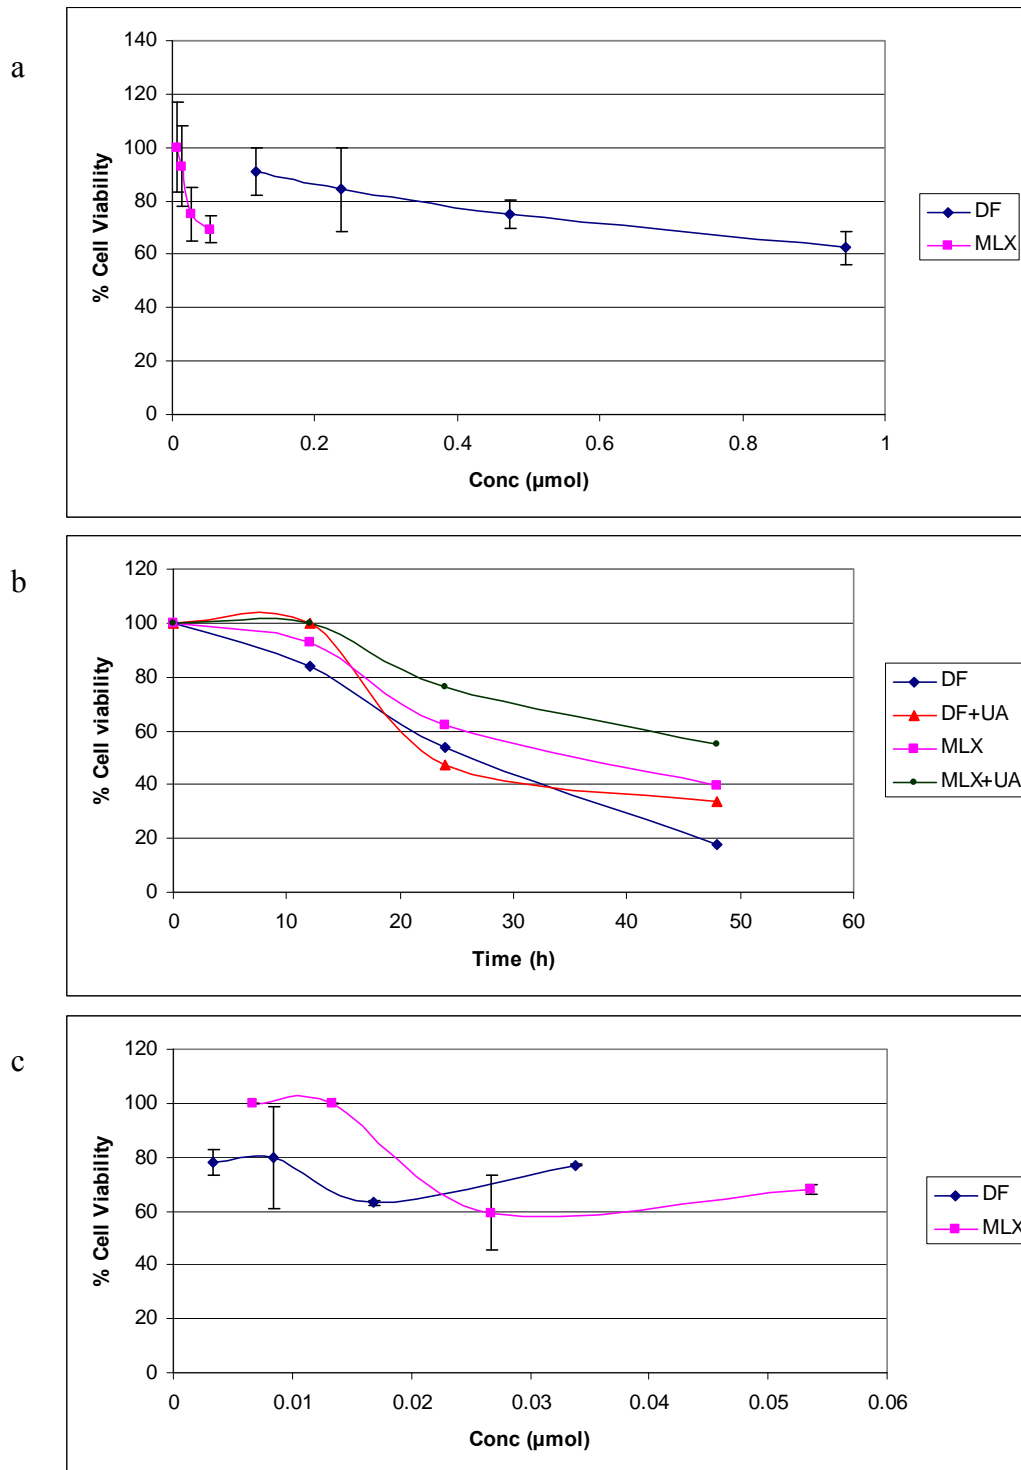 a
140
120
100
80
60
40
20
0
% Cell Viability
0 0.2 0.4 0.6 0.8 1
Conc (µmol)
DF
MLX
b
120
100
80
60
40
20
0
% Cell viability
0 10 20 30 40 50 60
Time (h)
DF
DF+UA
MLX
MLX+UA
c
120
100
80
60
40
20
0
% Cell Viability
0 0.01 0.02 0.03 0.04 0.05 0.06
Conc (µmol)
DF
MLX